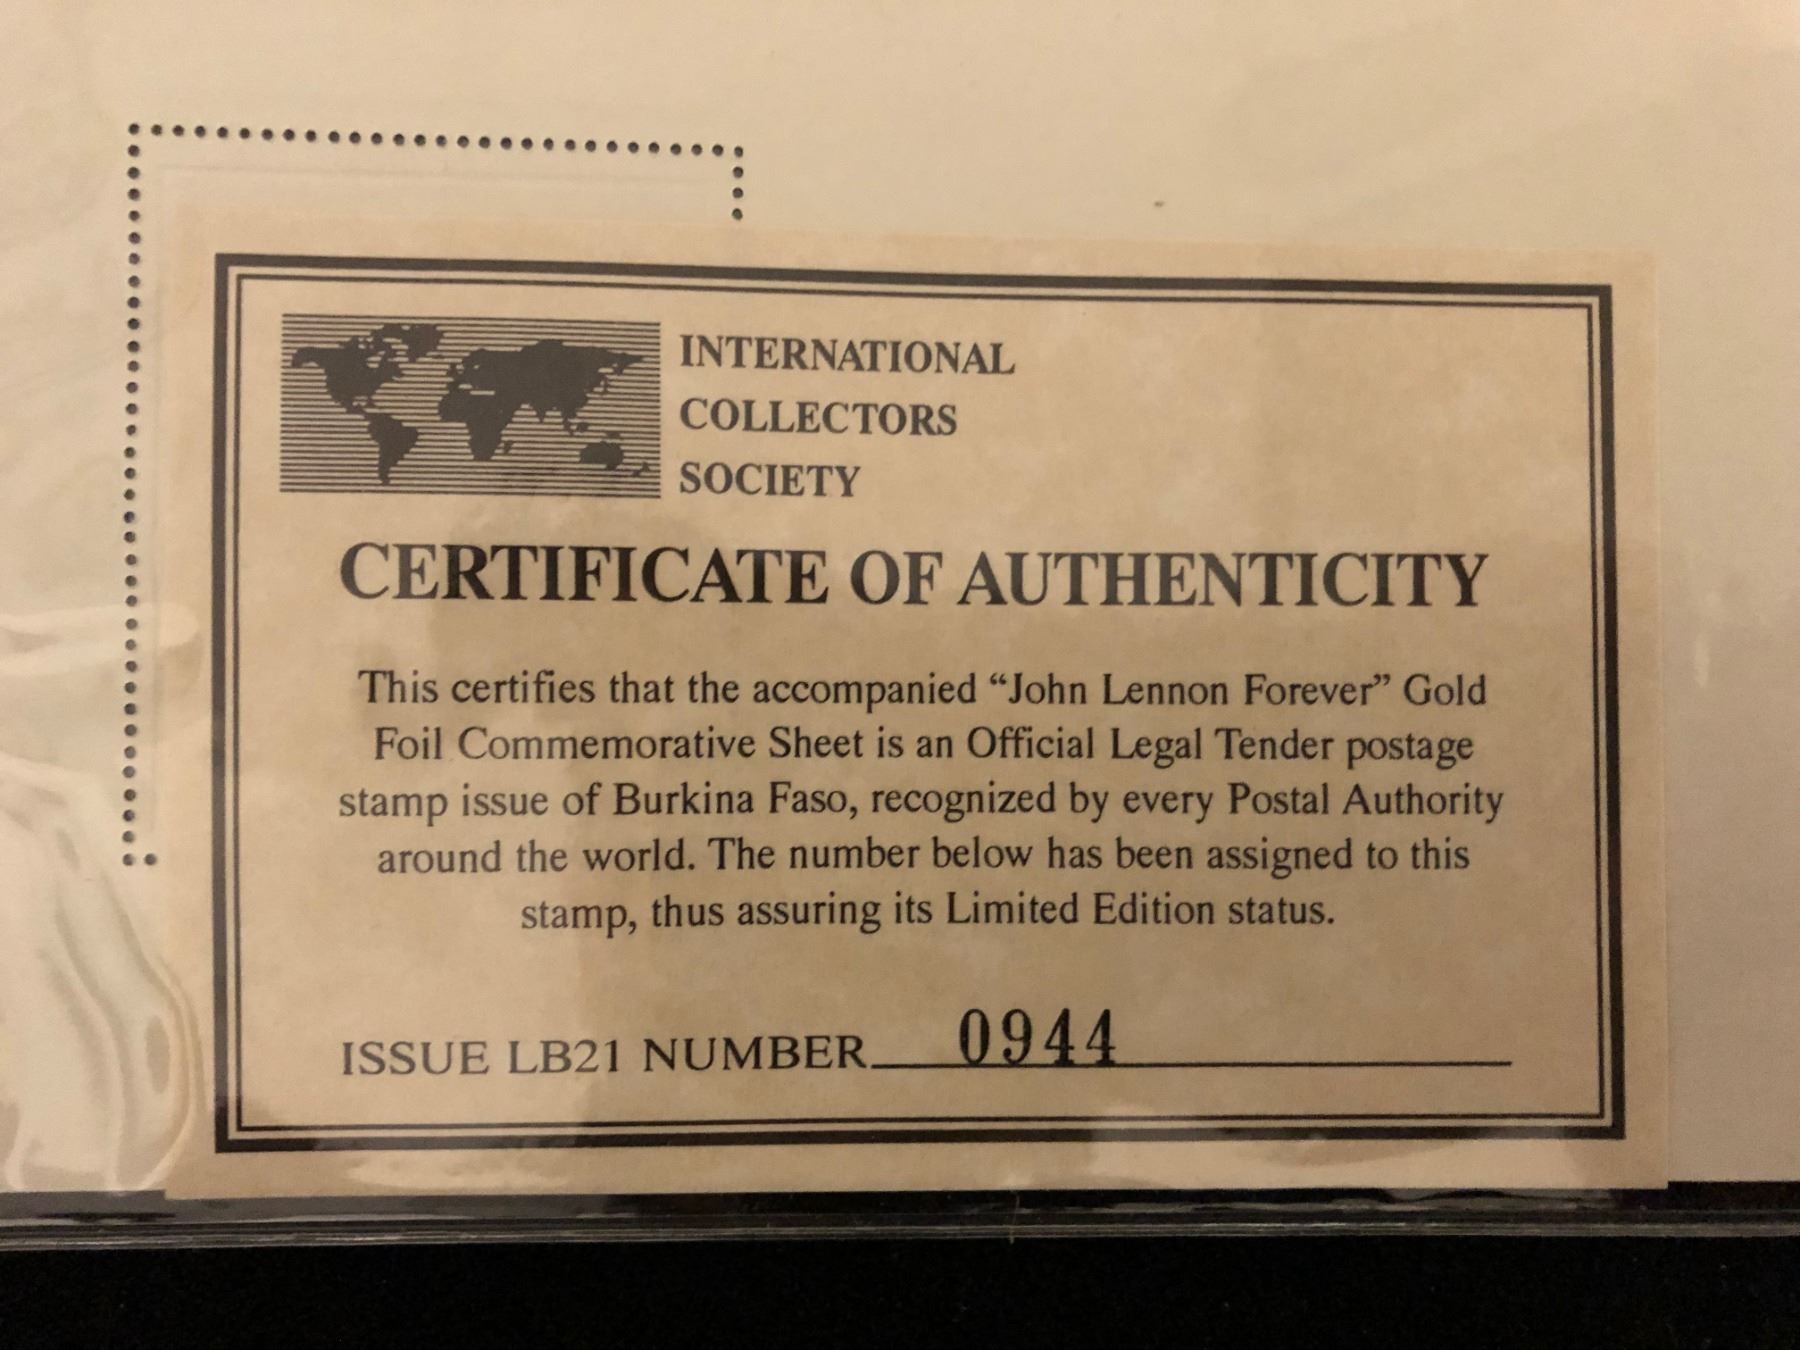 INTERNATIONAL
COLLECTORS
SOCIETY
CERTIFICATE OF AUTHENTICITY
This certifies that the accompanied “John Lennon Forever” Gold
Foil Commemorative Sheet is an Official Legal Tender postage
stamp issue of Burkina Faso, recognized by every Postal Authority
around the world. The number below has been assigned to this
stamp, thus assuring its Limited Edition status.
ISSUE LB21 NUMBER 0944